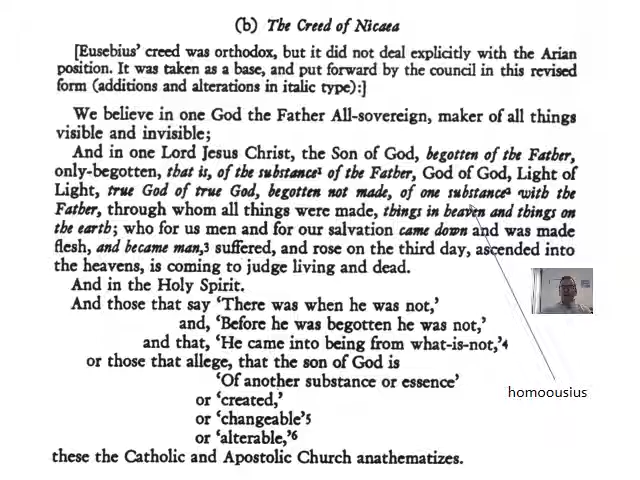 (b) The Creed of Nicaea
[Eusebius' creed was orthodox, but it did not deal explicitly with the Arian
position. It was taken as a base, and put forward by the council in this revised
form (additions and alterations in italic type):]
We believe in one God the Father All-sovereign, maker of all things
visible and invisible;
And in one Lord Jesus Christ, the Son of God, begotten of the Father,
only-begotten, that is, of the substance¹ of the Father, God of God, Light of
Light, true God of true God, begotten not made, of one substance² with the
Father, through whom all things were made, things in heaven and things on
the earth; who for us men and for our salvation came down and was made
flesh, and became man,³ suffered, and rose on the third day, ascended into
the heavens, is coming to judge living and dead.
And in the Holy Spirit.
And those that say 'There was when he was not,'
and, 'Before he was begotten he was not,'
and that, 'He came into being from what-is-not,'⁴
or those that allege, that the son of God is
'Of another substance or essence'
homoousius
or 'created,'
or 'changeable'⁵
or 'alterable,'⁶
these the Catholic and Apostolic Church anathematizes.